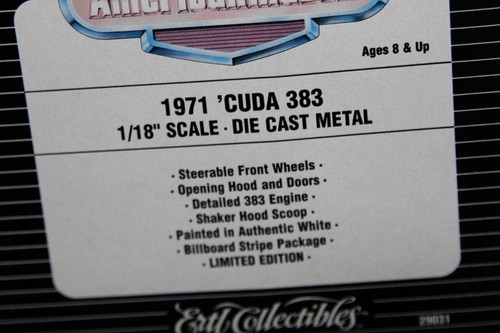 Ages 8 & Up
1971 'CUDA 383
1/18" SCALE · DIE CAST METAL
· Steerable Front Wheels ·
· Opening Hood and Doors ·
· Detailed 383 Engine ·
· Shaker Hood Scoop ·
· Painted in Authentic White ·
· Billboard Stripe Package ·
· LIMITED EDITION ·
Ertl Collectibles
29031